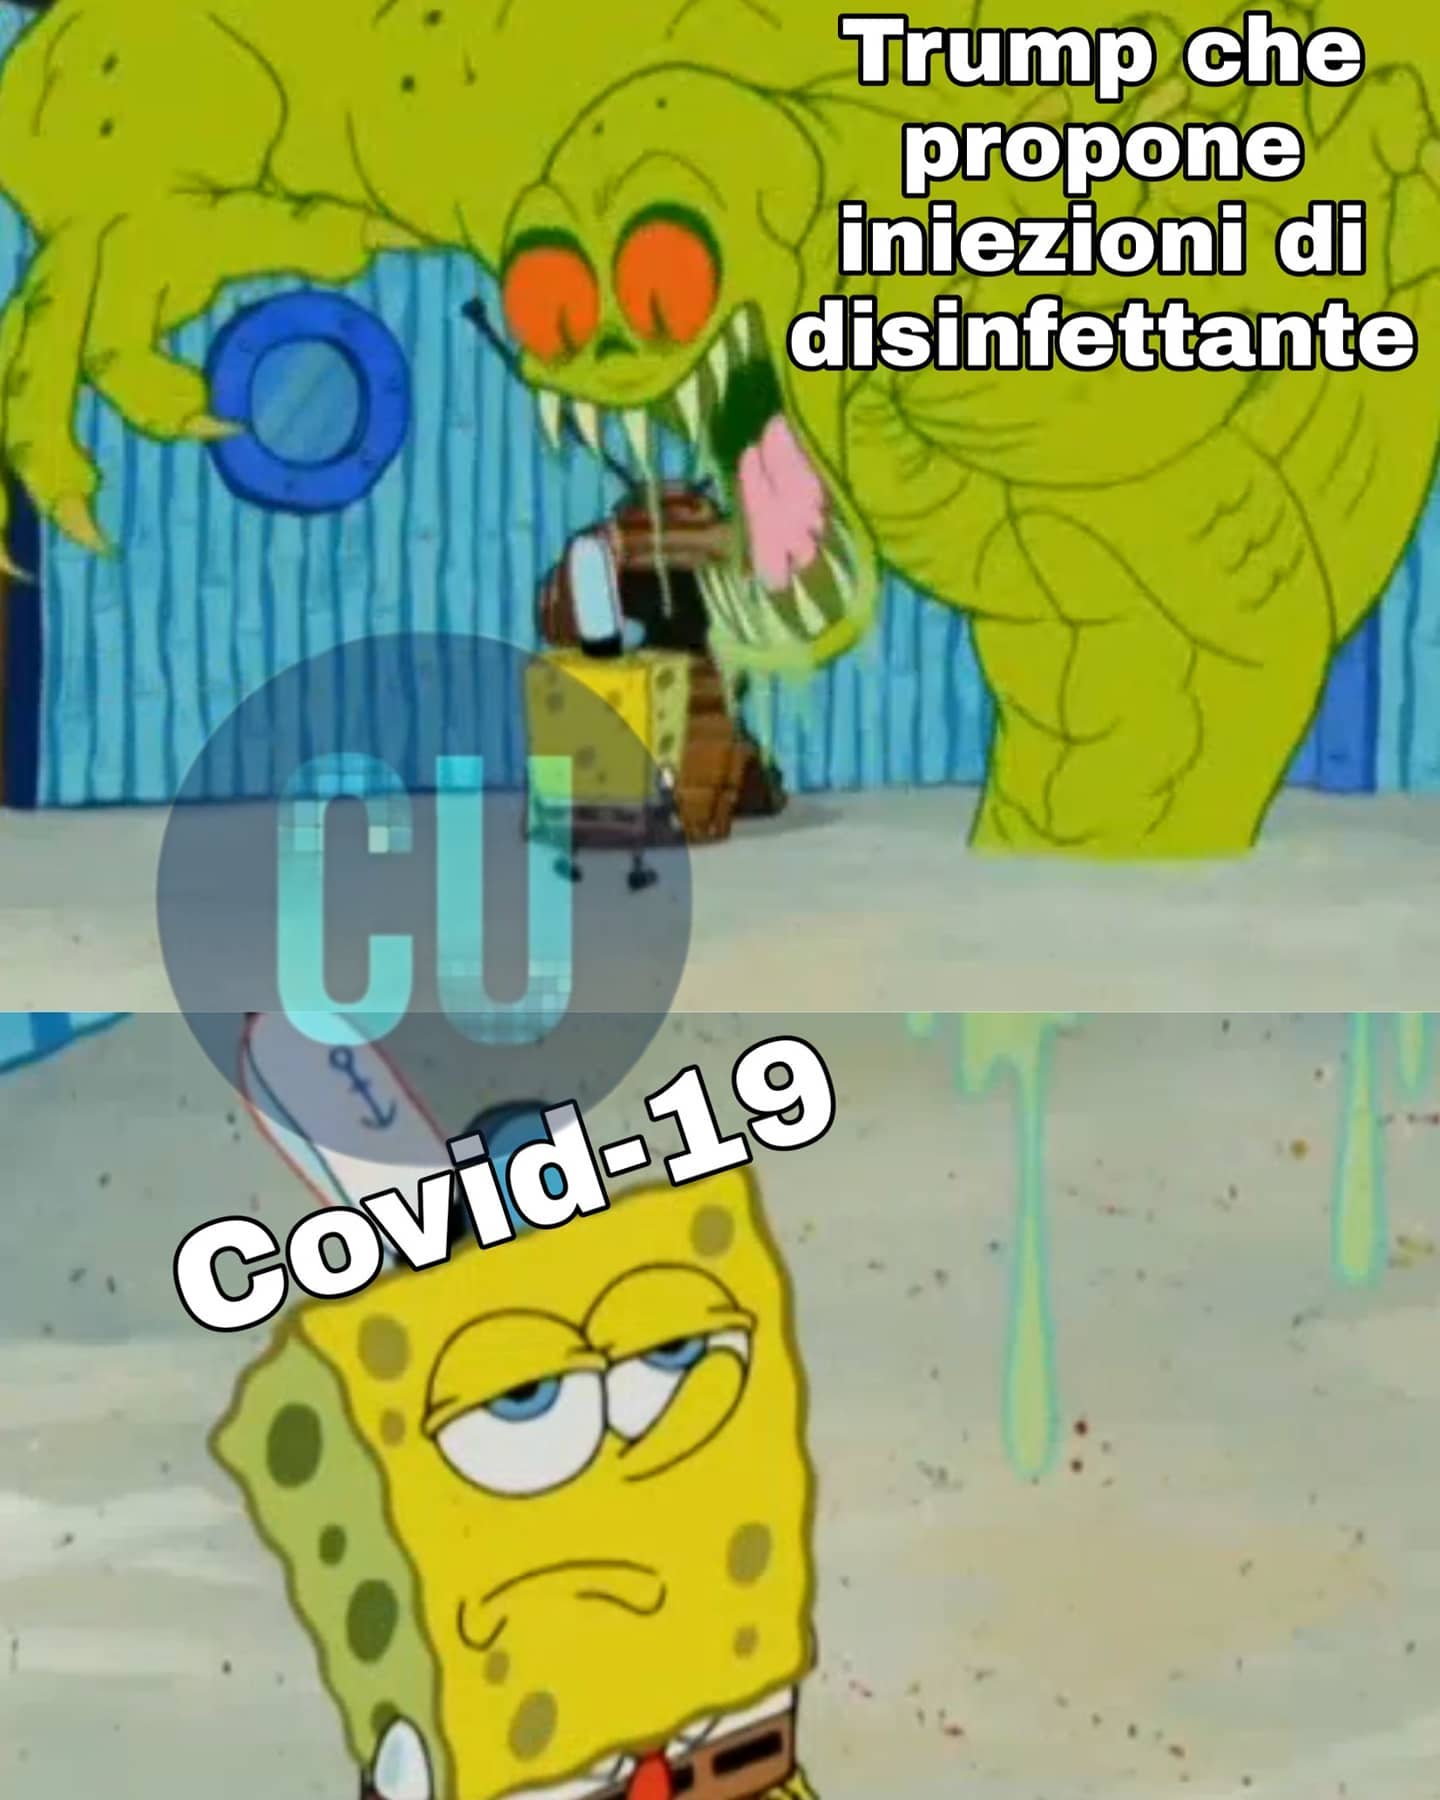 Trump che
propone
iniezioni di
disinfettante
CU
Covid-19